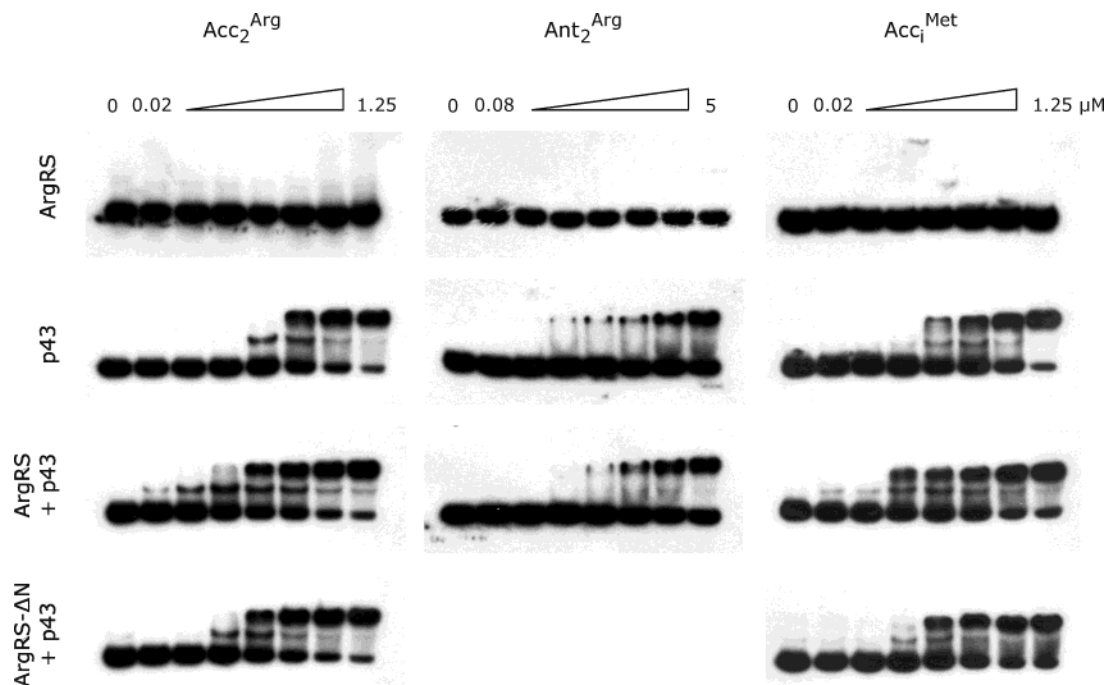 Acc₂ᴬʳᵍ Ant₂ᴬʳᵍ Accᵢᴹᵉᵗ
0 0.02 1.25 0 0.08 5 0 0.02 1.25 µM
ArgRS
p43
ArgRS
+ p43
ArgRS-ΔN
+ p43